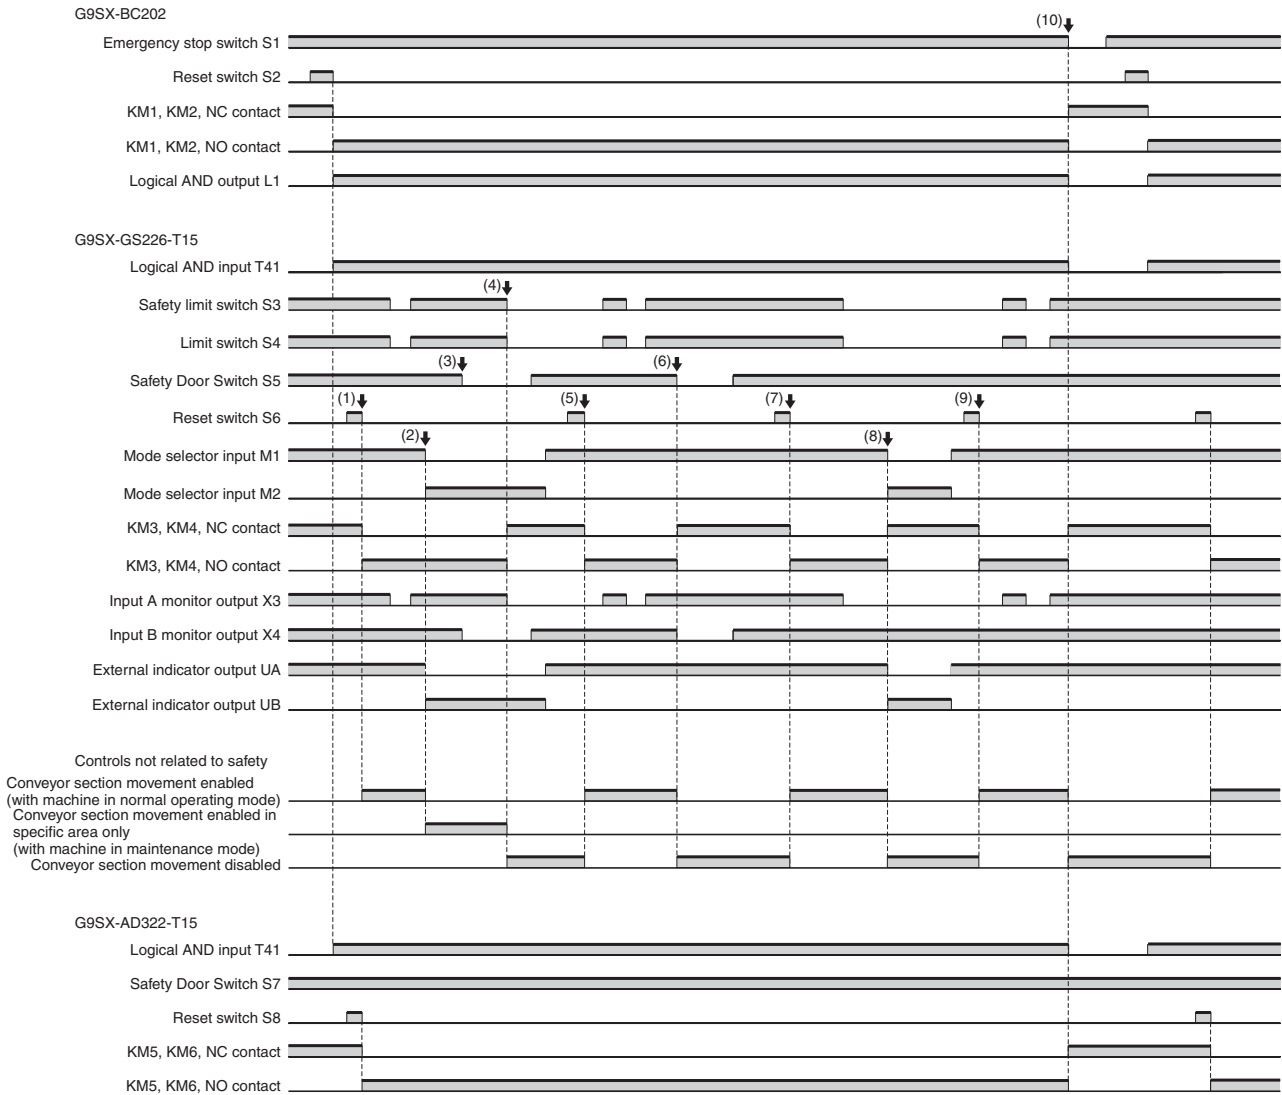 G9SX-BC202
(10)
Emergency stop switch S1
Reset switch S2
KM1, KM2, NC contact
KM1, KM2, NO contact
Logical AND output L1
G9SX-GS226-T15
Logical AND input T41
(4)
Safety limit switch S3
Limit switch S4
(3)
(6)
Safety Door Switch S5
(1)
(5)
(7)
(9)
Reset switch S6
(2)
(8)
Mode selector input M1
Mode selector input M2
KM3, KM4, NC contact
KM3, KM4, NO contact
Input A monitor output X3
Input B monitor output X4
External indicator output UA
External indicator output UB
Controls not related to safety
Conveyor section movement enabled
(with machine in normal operating mode)
Conveyor section movement enabled in
specific area only
(with machine in maintenance mode)
Conveyor section movement disabled
G9SX-AD322-T15
Logical AND input T41
Safety Door Switch S7
Reset switch S8
KM5, KM6, NC contact
KM5, KM6, NO contact